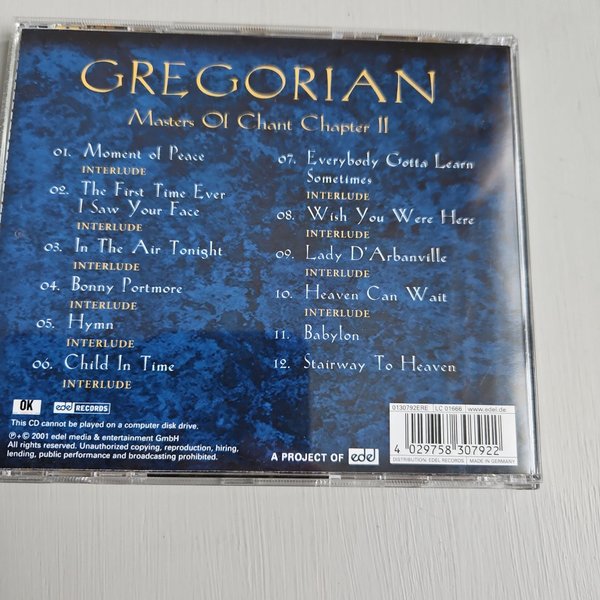 GREGORIAN
Masters Of Chant Chapter II
01. Moment of Peace
INTERLUDE
02. The First Time Ever
I Saw Your Face
INTERLUDE
03. In The Air Tonight
INTERLUDE
04. Bonny Portmore
INTERLUDE
05. Hymn
INTERLUDE
06. Child In Time
INTERLUDE
07. Everybody Gotta Learn
Sometimes
INTERLUDE
08. Wish You Were Here
INTERLUDE
09. Lady D'Arbanville
INTERLUDE
10. Heaven Can Wait
INTERLUDE
11. Babylon
12. Stairway To Heaven
OK edel RECORDS
This CD cannot be played on a computer disk drive.
℗+© 2001 edel media & entertainment GmbH
All rights reserved. Unauthorized copying, reproduction, hiring,
lending, public performance and broadcasting prohibited.
A PROJECT OF edel
0130792ERE LC 01666 www.edel.de
4 029758 307922
DISTRIBUTION: EDEL RECORDS MADE IN GERMANY